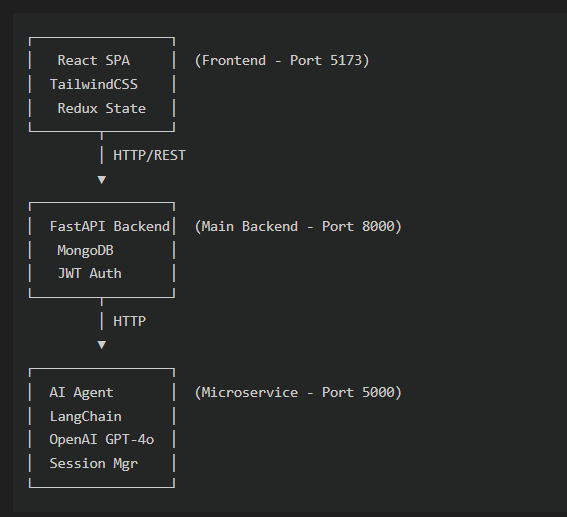 React SPA (Frontend - Port 5173)
TailwindCSS
Redux State
HTTP/REST
FastAPI Backend (Main Backend - Port 8000)
MongoDB
JWT Auth
HTTP
AI Agent (Microservice - Port 5000)
LangChain
OpenAI GPT-4o
Session Mgr